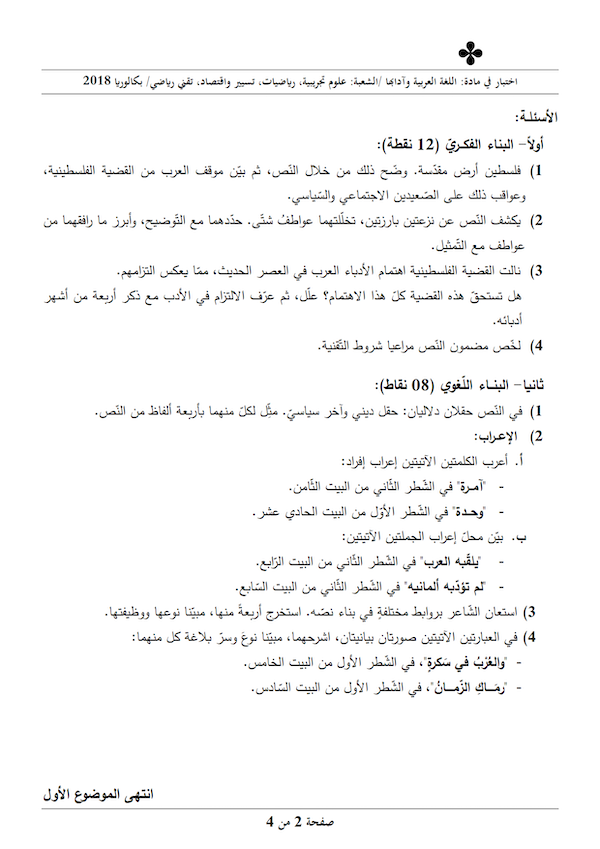 اختبار في مادة: اللغة العربية وآدابها /الشعبة: علوم تجريبية، رياضيات، تسيير واقتصاد، تقني رياضي/ بكالوريا 2018
الأسئلـة:
أولاً– البناء الفكـريّ (12 نقطة):
1) فلسطين أرض مقدّسة. وضّح ذلك من خلال النّص، ثم بيّن موقف العرب من القضية الفلسطينية،
وعواقب ذلك على الصّعيدين الاجتماعي والسّياسي.
2) يكشف النّص عن نزعتين بارزتين، تخلّلتهما عواطفُ شتّى. حدّدهما مع التّوضيح، وأبرز ما رافقهما من
عواطف مع التّمثيل.
3) نالت القضية الفلسطينية اهتمام الأدباء العرب في العصر الحديث، ممّا يعكس التزامهم.
هل تستحقّ هذه القضية كلّ هذا الاهتمام؟ علّل، ثم عرّف الالتزام في الأدب مع ذكر أربعة من أشهر
أدبائه.
4) لخّص مضمون النّص مراعيا شروط التّقنية.
ثانيا– البنـاء اللّغوي (08 نقاط):
1) في النّص حقلان دلاليان: حقل ديني وآخر سياسيّ. مثّل لكلّ منهما بأربعة ألفاظ من النّص.
2) الإعـراب:
أ. أعرب الكلمتين الآتيتين إعراب إفراد:
- "آمـرة" في الشّطر الثّاني من البيت الثّامن.
- "وحـدة" في الشّطر الأوّل من البيت الحادي عشر.
ب. بيّن محلّ إعراب الجملتين الآتيتين:
- "يلقّبه العرب" في الشّطر الثّاني من البيت الرّابع.
- "لم تؤدّبه ألمانيه" في الشّطر الثّاني من البيت السّابع.
3) استعان الشّاعر بروابط مختلفةٍ في بناء نصّه. استخرج أربعةً منها، مبيّنا نوعها ووظيفتها.
4) في العبارتين الآتيتين صورتان بيانيتان، اشرحهما، مبيّنا نوعَ وسرّ بلاغة كل منهما:
- "والعُرْبُ في سَكرةٍ"، في الشّطر الأول من البيت الخامس.
- "رمَــاكِ الزّمــانُ"، في الشّطر الأول من البيت السّادس.
انتهى الموضوع الأول
صفحة 2 من 4